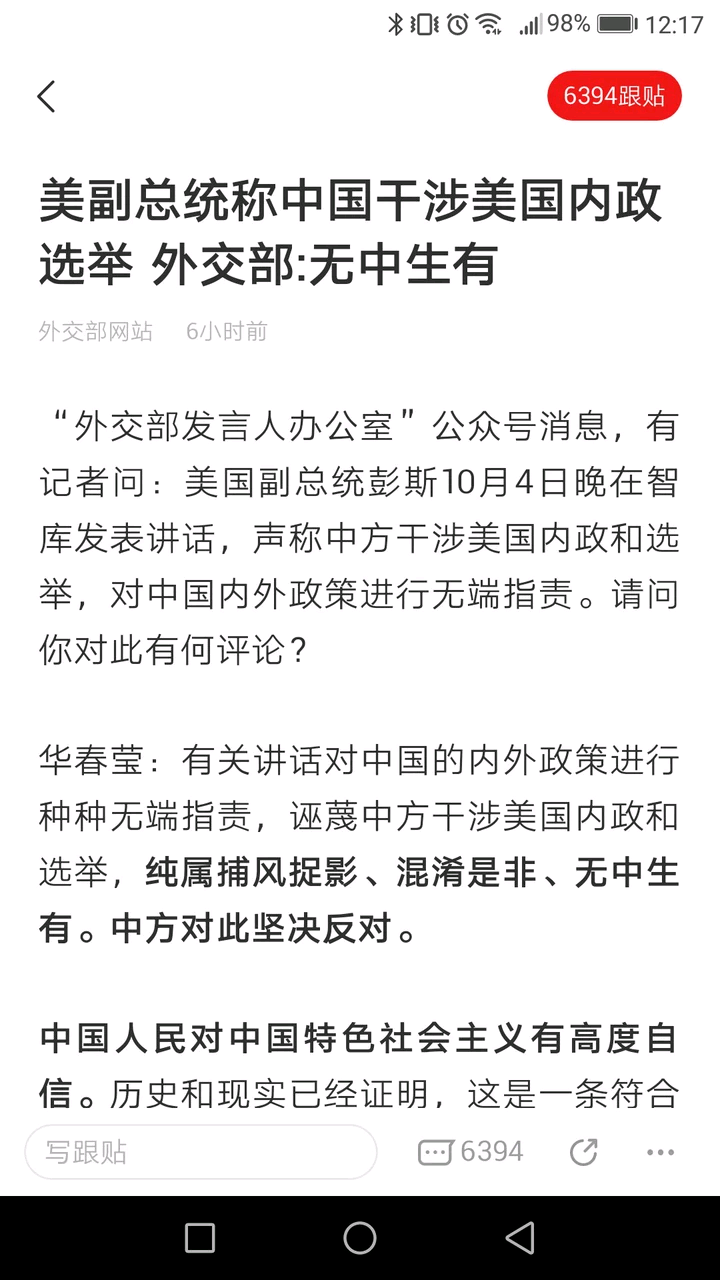 98% 12:17
6394跟贴
美副总统称中国干涉美国内政
选举 外交部:无中生有
外交部网站 6小时前
“外交部发言人办公室”公众号消息，有
记者问：美国副总统彭斯10月4日晚在智
库发表讲话，声称中方干涉美国内政和选
举，对中国内外政策进行无端指责。请问
你对此有何评论？
华春莹：有关讲话对中国的内外政策进行
种种无端指责，诬蔑中方干涉美国内政和
选举，纯属捕风捉影、混淆是非、无中生
有。中方对此坚决反对。
中国人民对中国特色社会主义有高度自
信。历史和现实已经证明，这是一条符合
写跟贴 6394